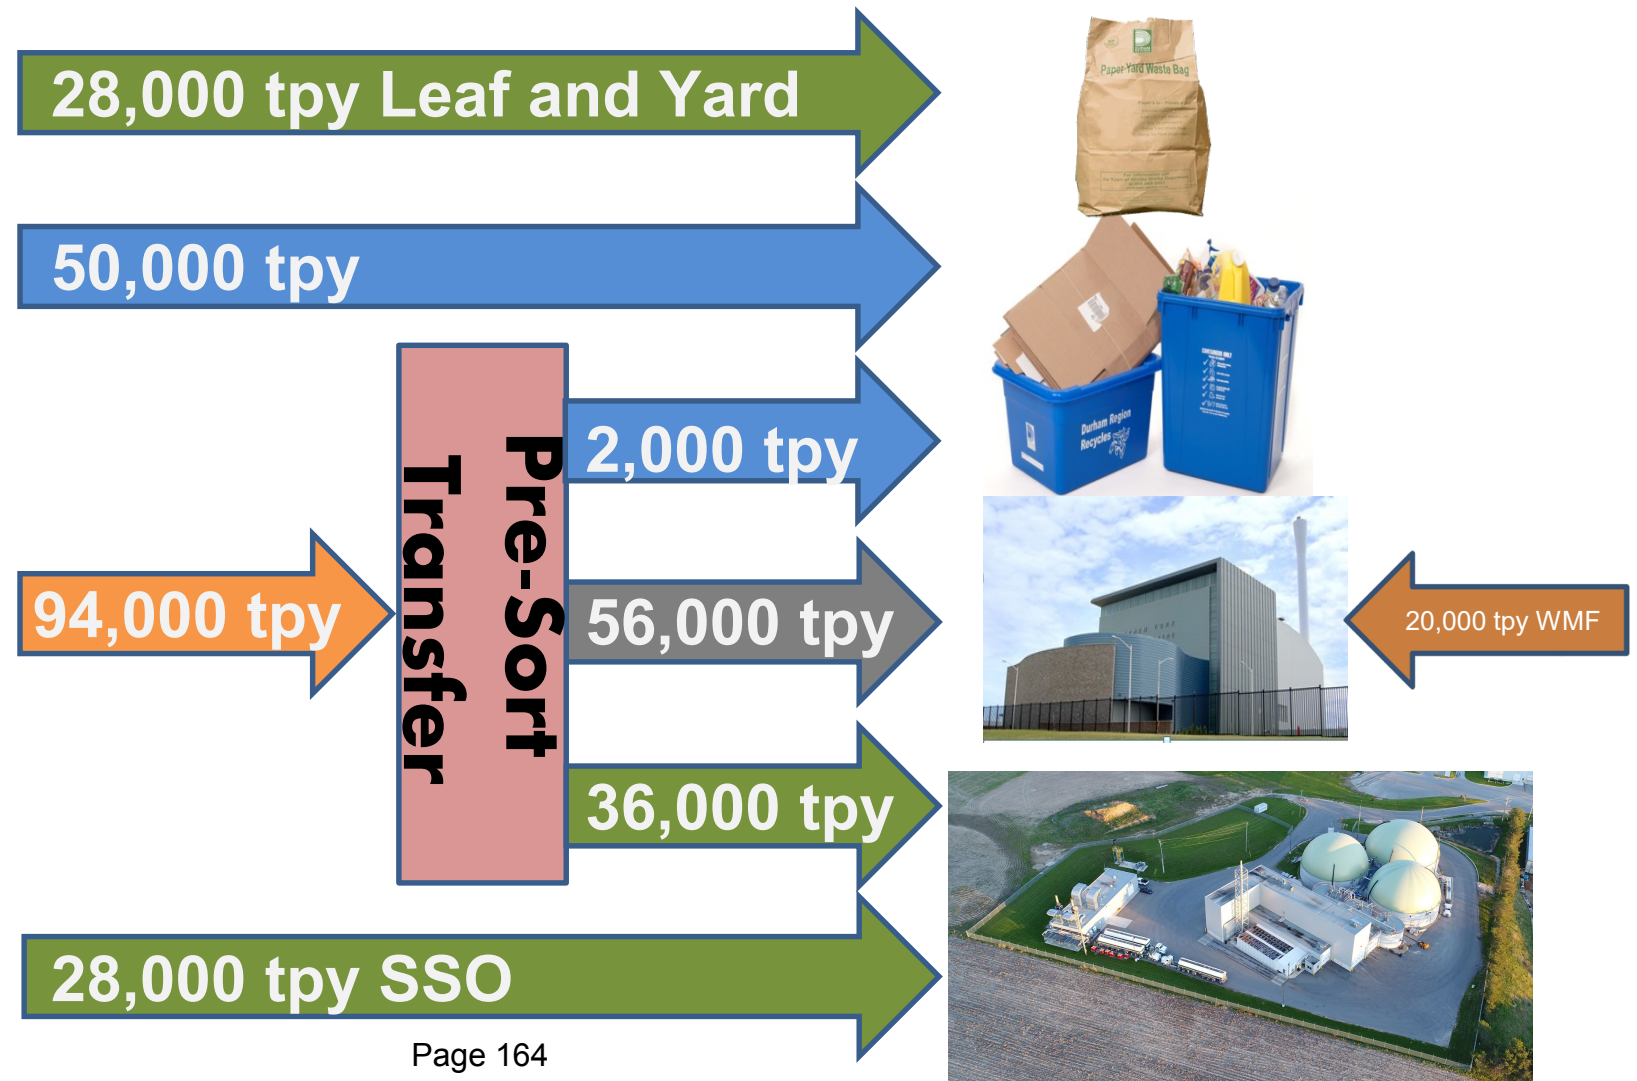 28,000 tpy Leaf and Yard
Paper Yard Waste Bag
50,000 tpy
Durham Region
Recycles
Pre-Sort
Transfer
2,000 tpy
94,000 tpy
56,000 tpy
20,000 tpy WMF
36,000 tpy
28,000 tpy SSO
Page 164